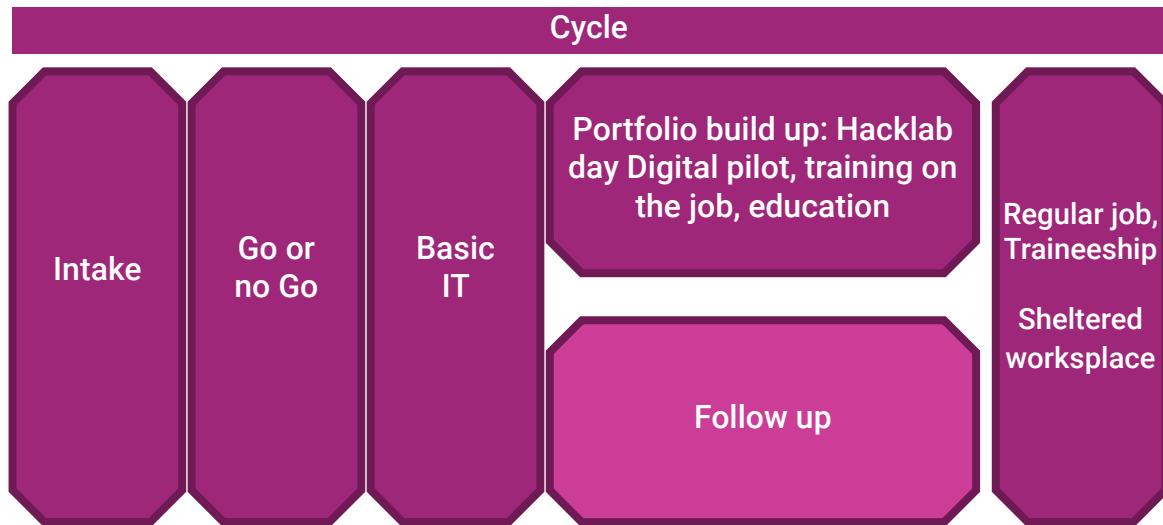 Cycle
Intake
Go or
no Go
Basic
IT
Portfolio build up: Hacklab
day Digital pilot, training on
the job, education
Follow up
Regular job,
Traineeship
Sheltered
worksplace